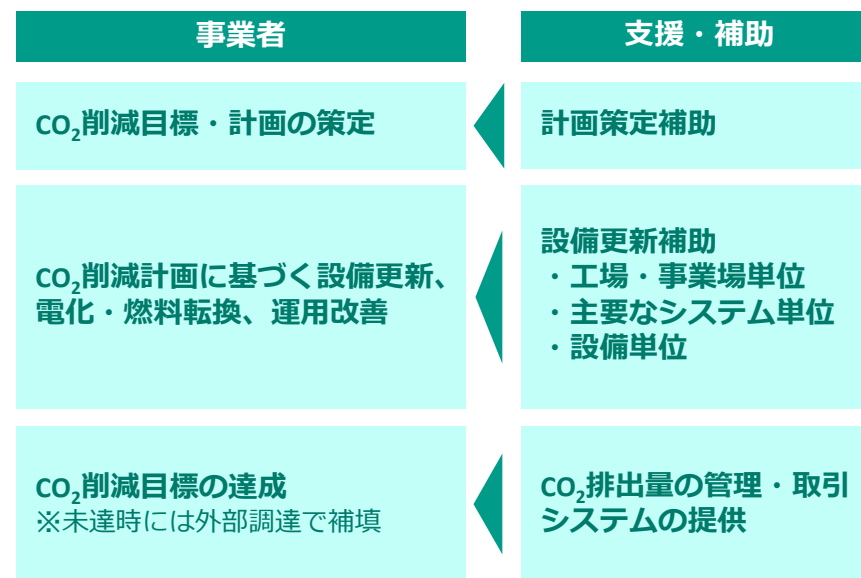 事業者
支援・補助
CO₂削減目標・計画の策定
計画策定補助
CO₂削減計画に基づく設備更新、
電化・燃料転換、運用改善
設備更新補助
・工場・事業場単位
・主要なシステム単位
・設備単位
CO₂削減目標の達成
※未達時には外部調達で補填
CO₂排出量の管理・取引
システムの提供